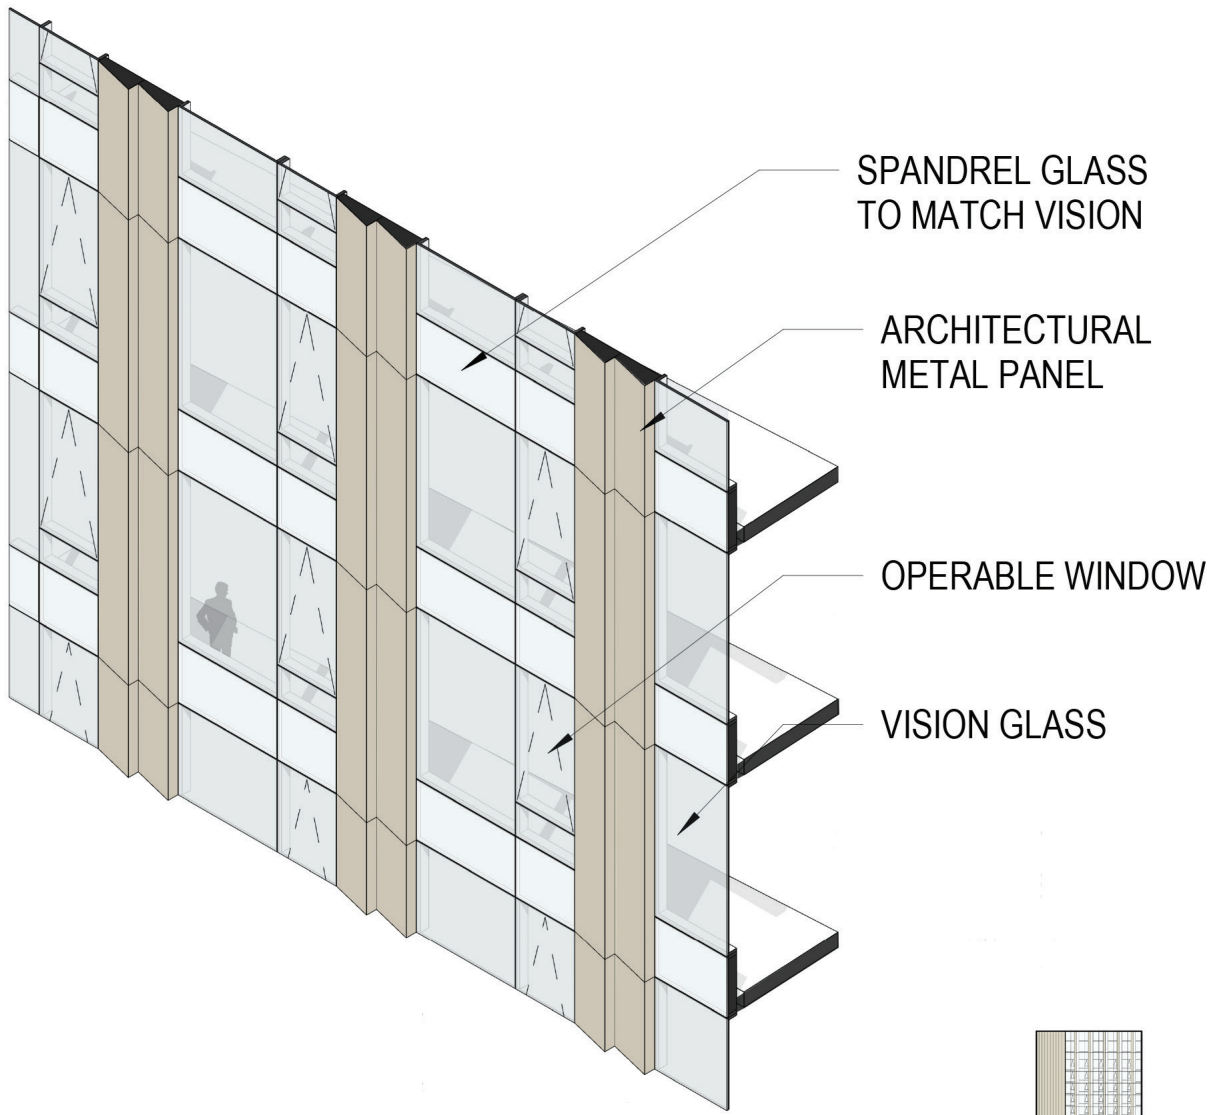 SPANDREL GLASS
TO MATCH VISION
ARCHITECTURAL
METAL PANEL
OPERABLE WINDOW
VISION GLASS